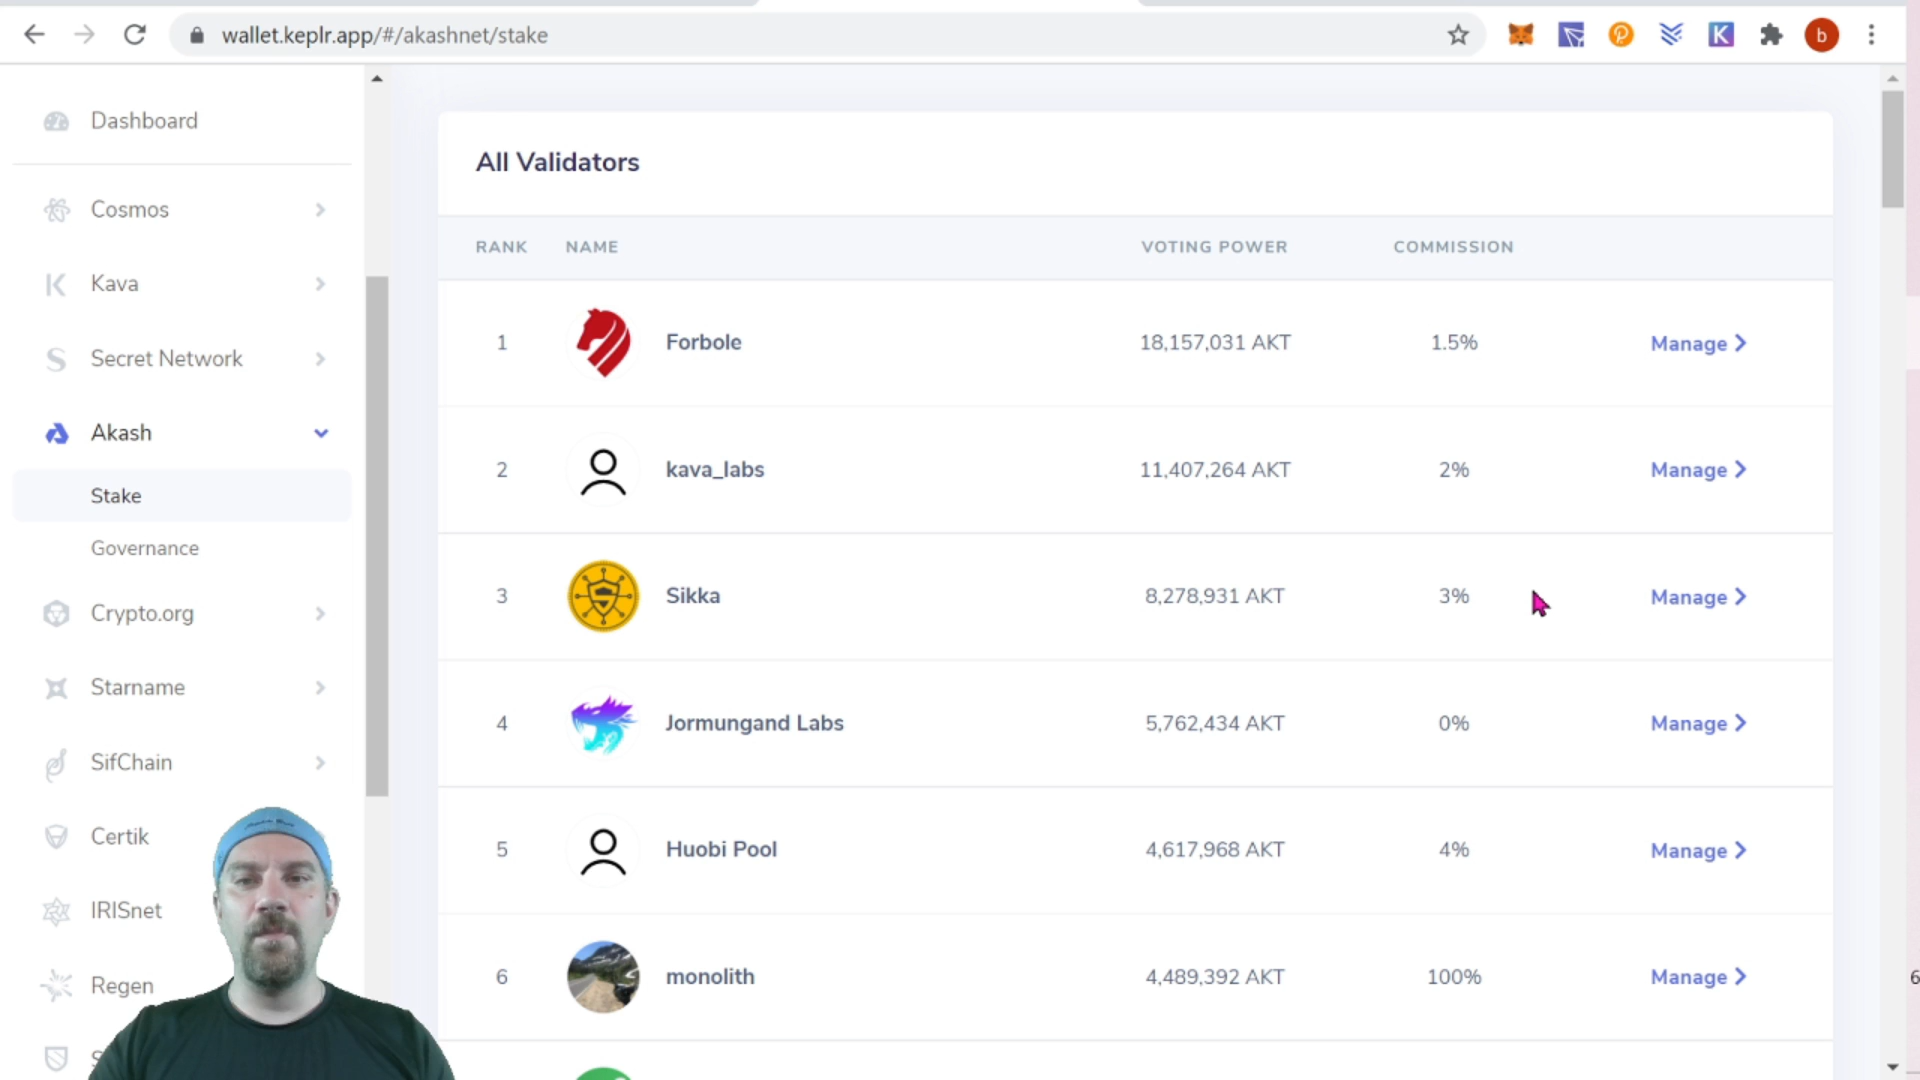 wallet.keplr.app/#/akashnet/stake
b
Dashboard
Cosmos
Kava
Secret Network
Akash
Stake
Governance
Crypto.org
Starname
SifChain
Certik
IRISnet
Regen
All Validators
RANK NAME VOTING POWER COMMISSION
1 Forbole 18,157,031 AKT 1.5% Manage
2 kava_labs 11,407,264 AKT 2% Manage
3 Sikka 8,278,931 AKT 3% Manage
4 Jormungand Labs 5,762,434 AKT 0% Manage
5 Huobi Pool 4,617,968 AKT 4% Manage
6 monolith 4,489,392 AKT 100% Manage